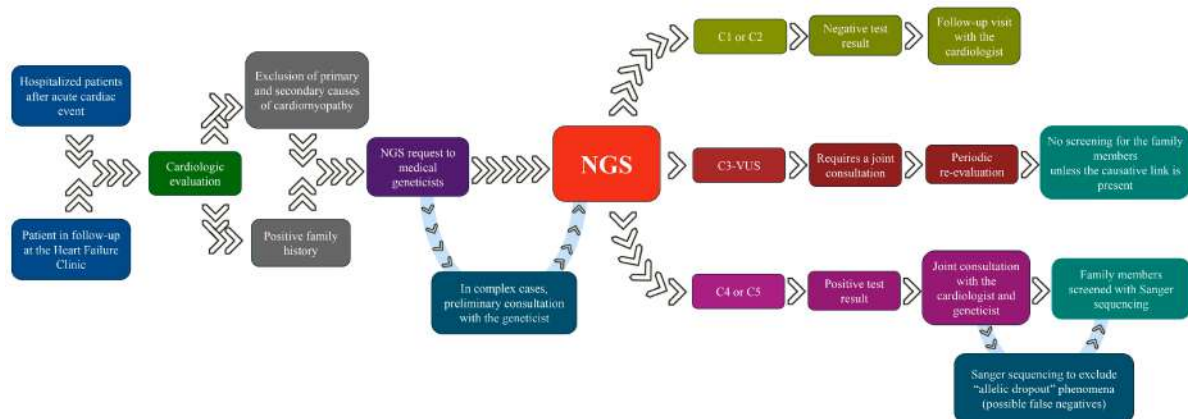 Hospitalized patients
after acute cardiac
event
Patient in follow-up
at the Heart Failure
Clinic
Cardiologic
evaluation
Exclusion of primary
and secondary causes
of cardiomyopathy
Positive family
history
NGS request to
medical
geneticists
In complex cases,
preliminary consultation
with the geneticist
NGS
C1 or C2
Negative test
result
Follow-up visit
with the
cardiologist
C3-VUS
Requires a joint
consultation
Periodic
re-evaluation
No screening for the family
members
unless the causative link is
present
C4 or C5
Positive test
result
Joint consultation
with the
cardiologist and
geneticist
Family members
screened with Sanger
sequencing
Sanger sequencing to exclude
“allelic dropout” phenomena
(possible false negatives)